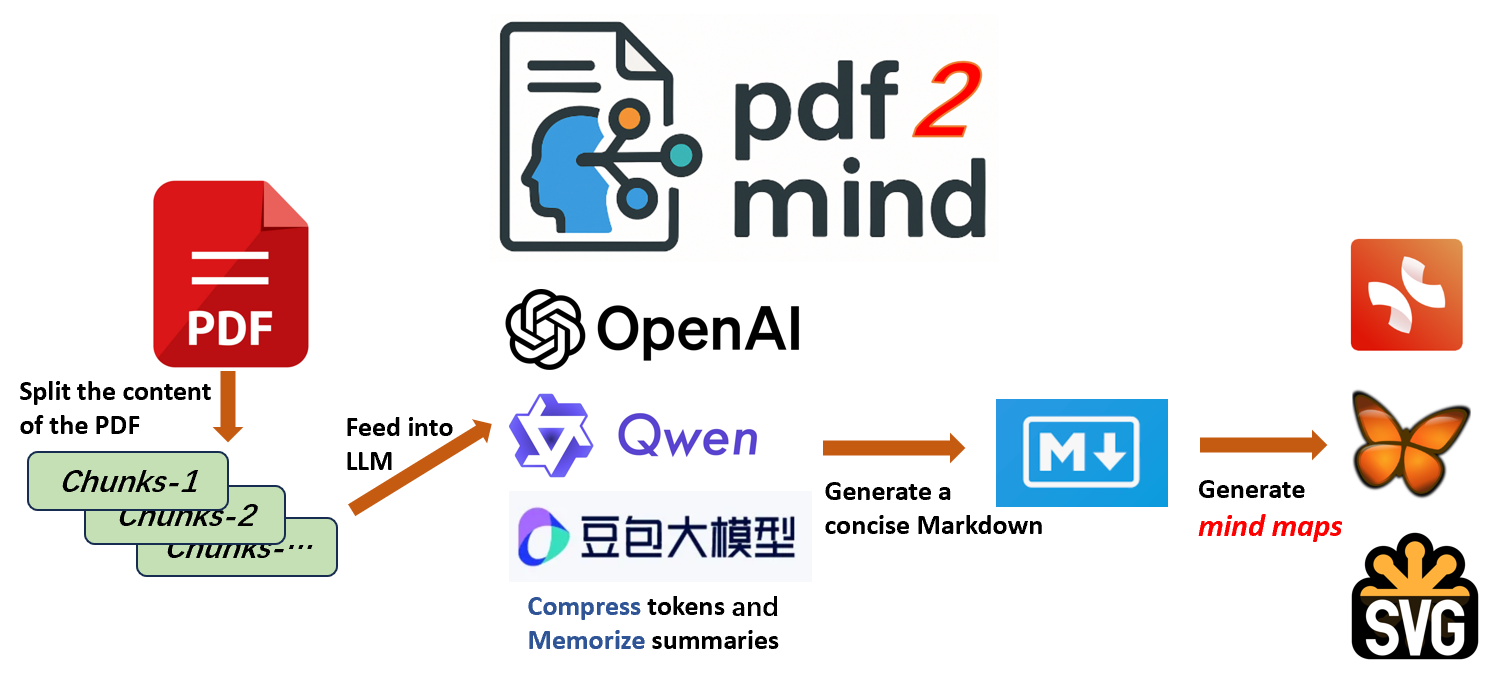 pdf 2
mind
PDF
Split the content
of the PDF
Chunks-1
Chunks-2
Chunks-...
Feed into
LLM
OpenAI
Qwen
豆包大模型
Compress tokens and
Memorize summaries
Generate a
concise Markdown
M
Generate
mind maps
SVG